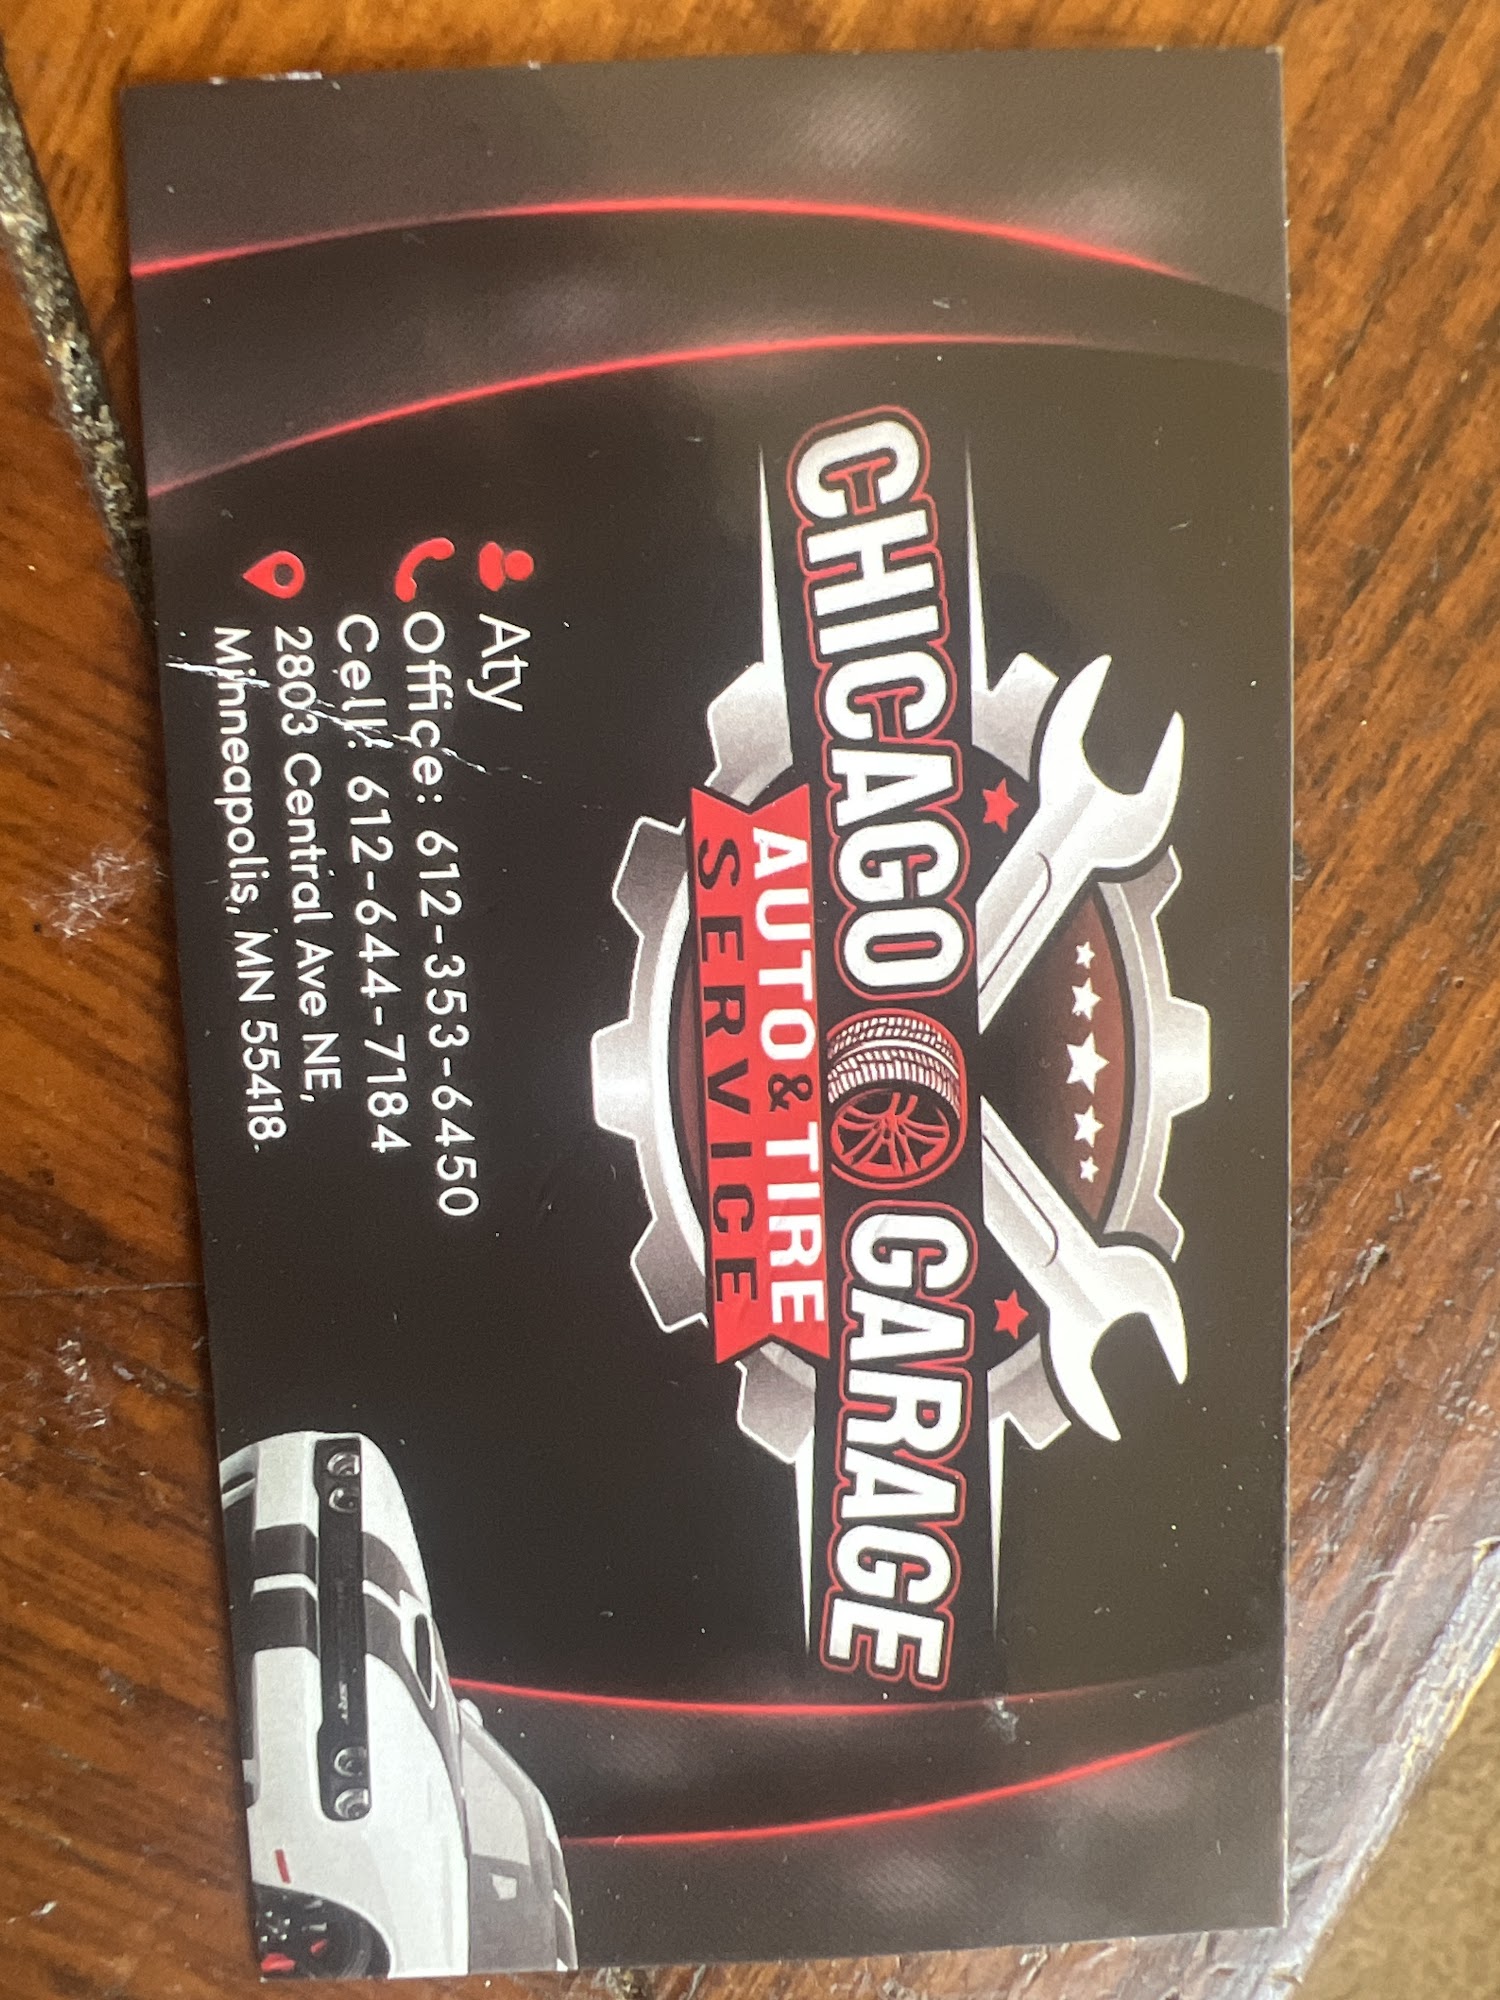 CHICAGO GARAGE
AUTO & TIRE
SERVICE
Aty
Office: 612-353-6450
Cell: 612-644-7184
2803 Central Ave NE,
Minneapolis, MN 55418